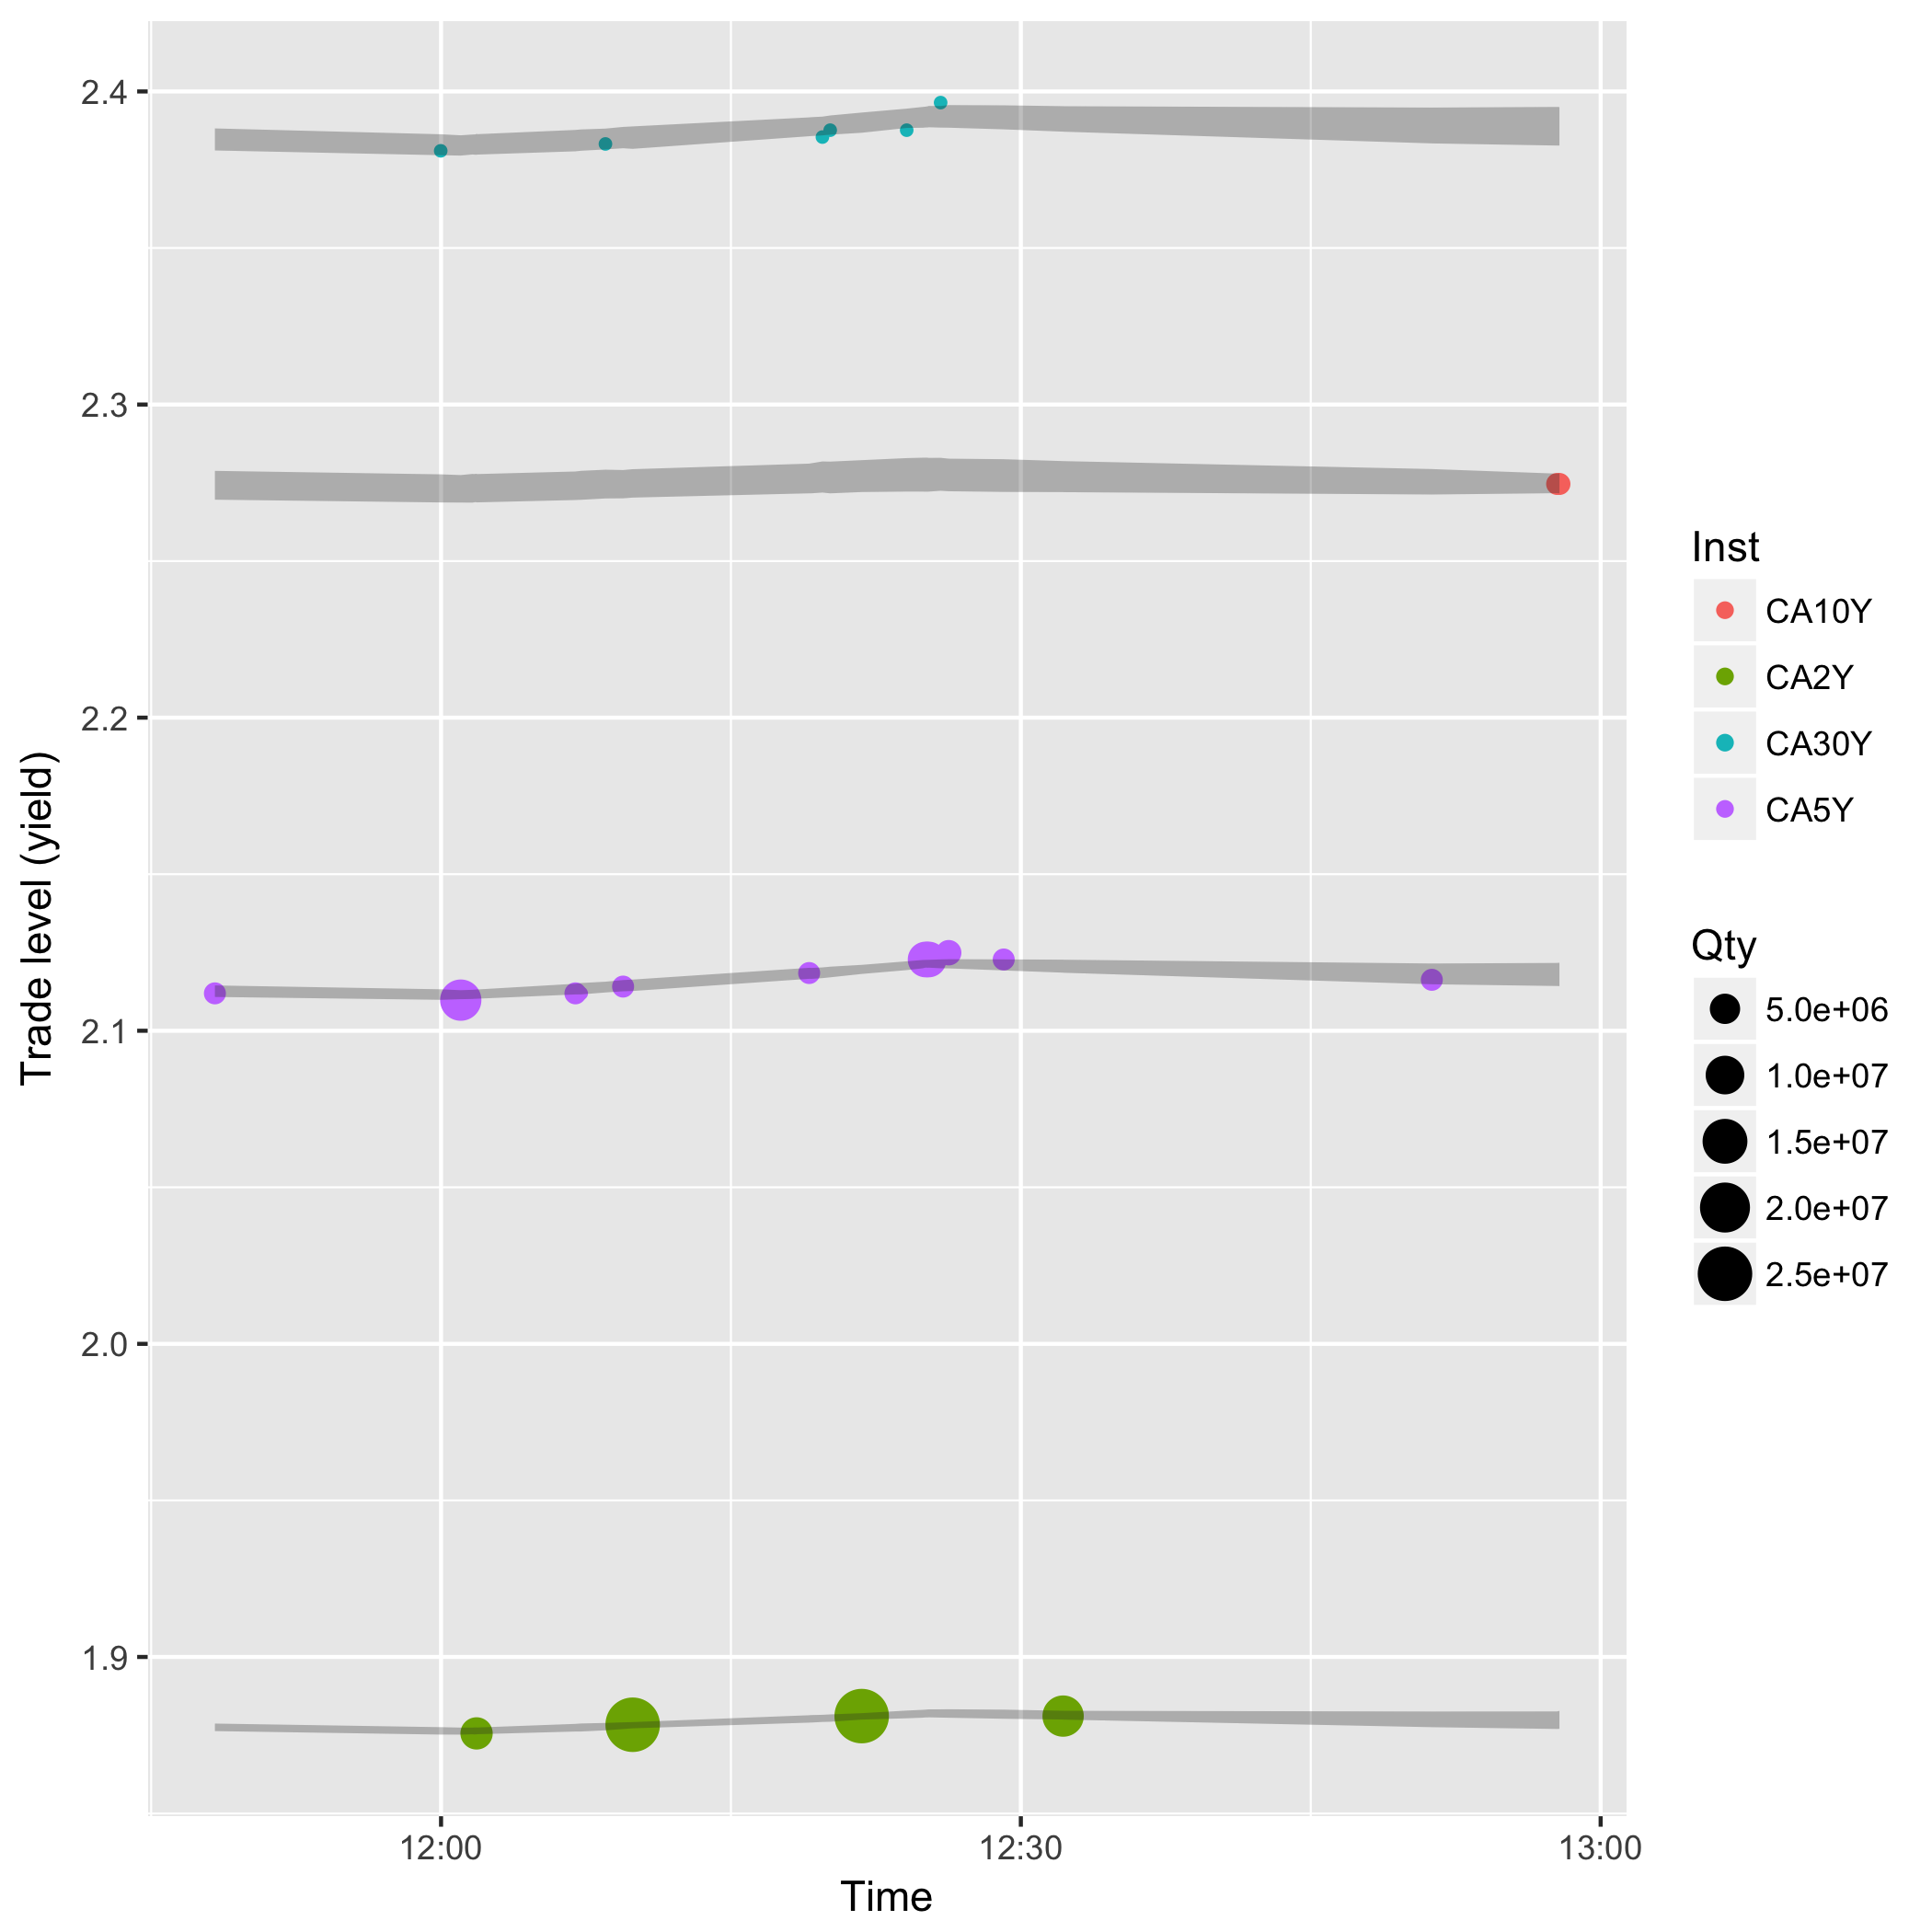 2.4
2.3
2.2
2.1
2.0
1.9
Trade level (yield)
12:00
12:30
13:00
Time
Inst
CA10Y
CA2Y
CA30Y
CA5Y
Qty
5.0e+06
1.0e+07
1.5e+07
2.0e+07
2.5e+07